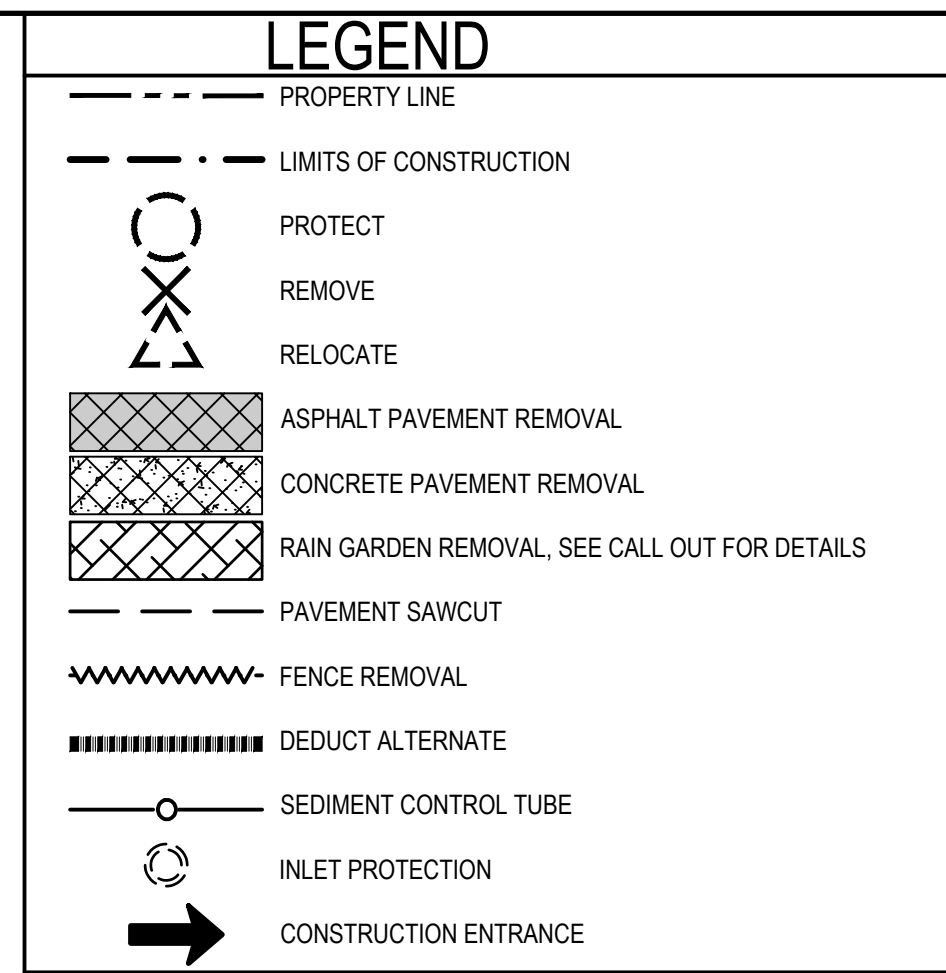 LEGEND
PROPERTY LINE
LIMITS OF CONSTRUCTION
PROTECT
REMOVE
RELOCATE
ASPHALT PAVEMENT REMOVAL
CONCRETE PAVEMENT REMOVAL
RAIN GARDEN REMOVAL, SEE CALL OUT FOR DETAILS
PAVEMENT SAWCUT
FENCE REMOVAL
DEDUCT ALTERNATE
SEDIMENT CONTROL TUBE
INLET PROTECTION
CONSTRUCTION ENTRANCE